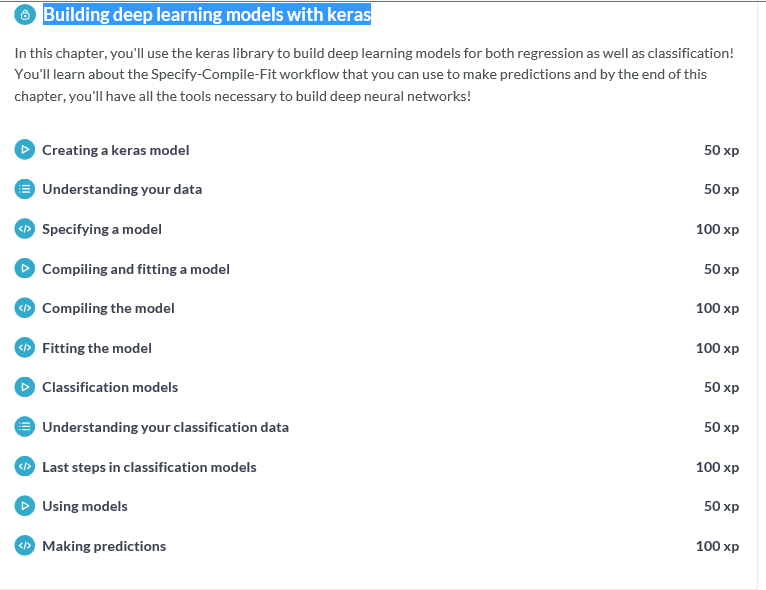 Building deep learning models with keras
In this chapter, you'll use the keras library to build deep learning models for both regression as well as classification!
You'll learn about the Specify-Compile-Fit workflow that you can use to make predictions and by the end of this
chapter, you'll have all the tools necessary to build deep neural networks!
Creating a keras model 50 xp
Understanding your data 50 xp
Specifying a model 100 xp
Compiling and fitting a model 50 xp
Compiling the model 100 xp
Fitting the model 100 xp
Classification models 50 xp
Understanding your classification data 50 xp
Last steps in classification models 100 xp
Using models 50 xp
Making predictions 100 xp